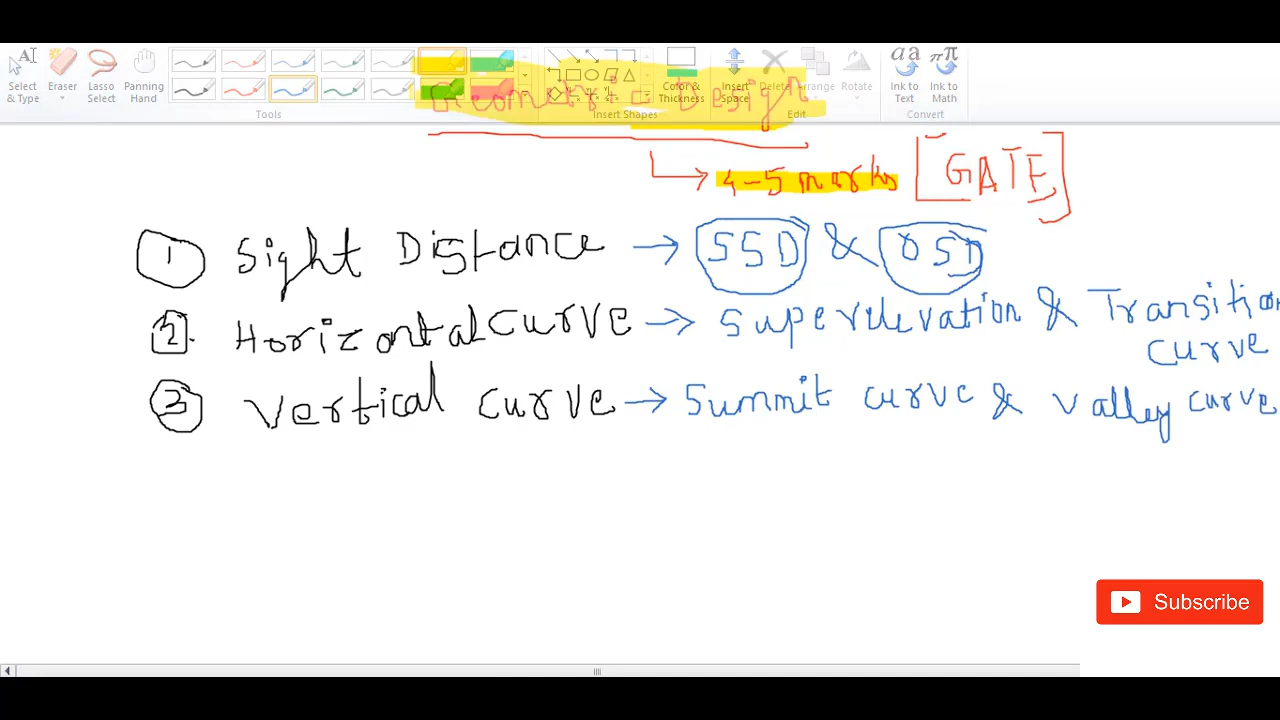 Select & Type
Eraser
Lasso Select
Panning Hand
Color & Thickness
Insert Space
Delete
Arrange
Rotate
Ink to Text
Ink to Math
Tools
Insert Shapes
Edit
Convert
Design
4-5 marks [GATE]
1 Sight Distance → SSD & OSD
2. Horizontal Curve → Superelevation & Transition curve
3 Vertical curve → Summit curve & valley curve
Subscribe